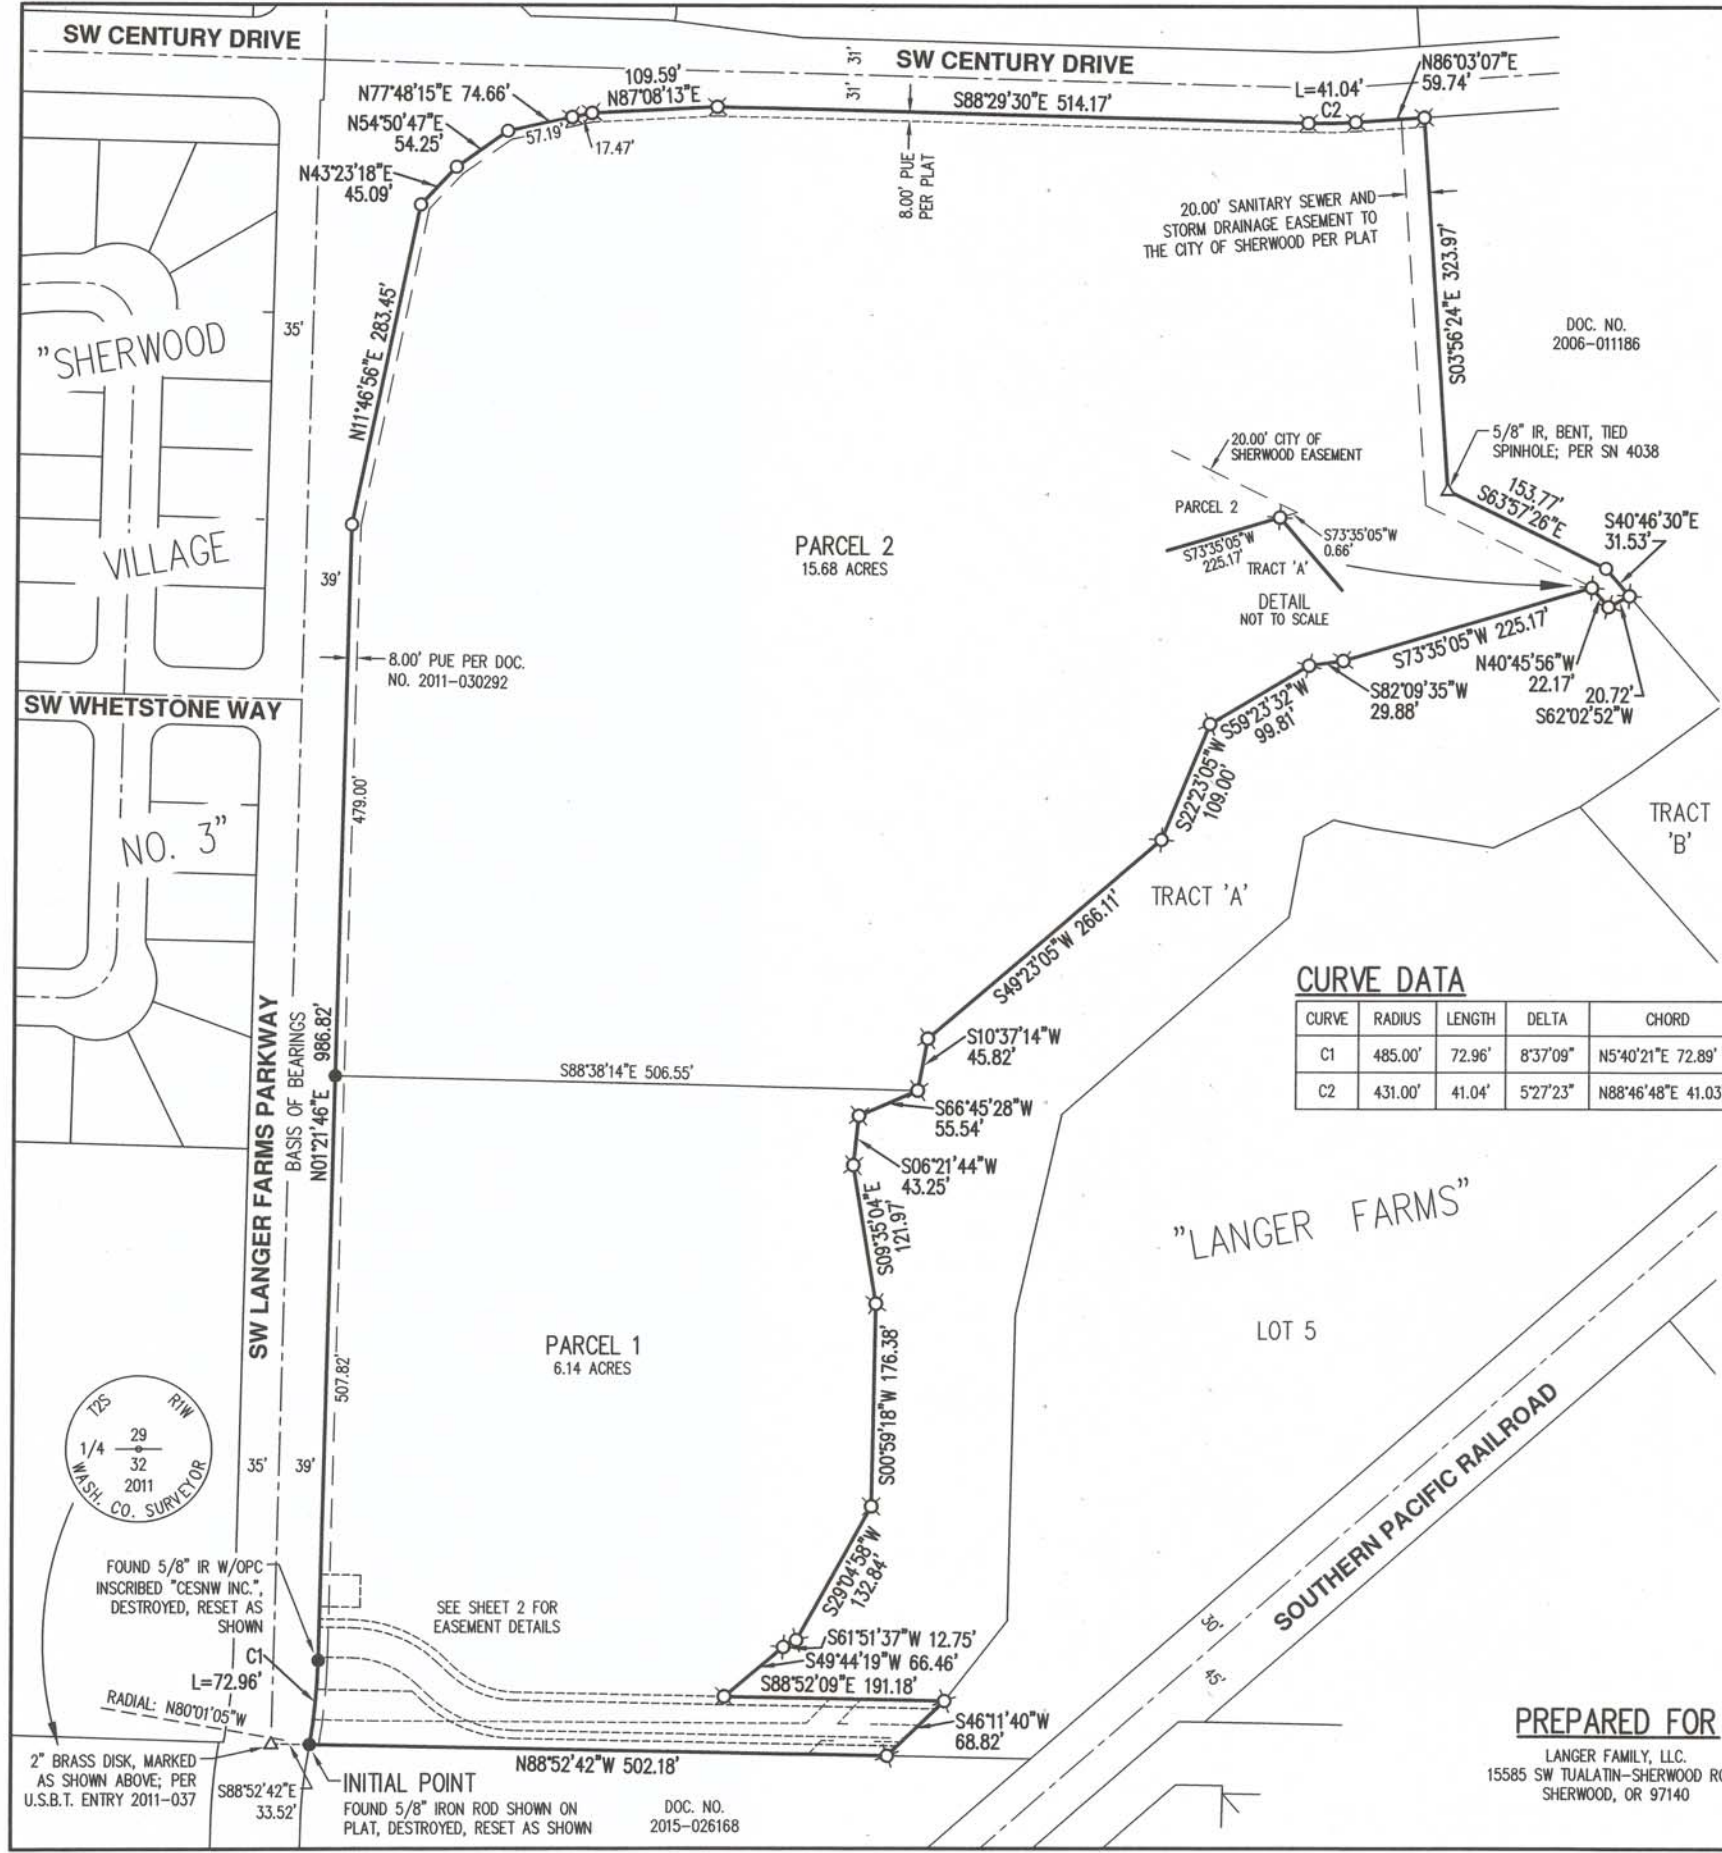 SW CENTURY DRIVE
SW CENTURY DRIVE
31'
31'
109.59'
N87°08'13"E
N77°48'15"E 74.66'
N54°50'47"E
54.25'
N43°23'18"E
45.09'
57.19'
17.47'
S88°29'30"E 514.17'
L=41.04'
C2
N86°03'07"E
59.74'
8.00' PUE
PER PLAT
20.00' SANITARY SEWER AND
STORM DRAINAGE EASEMENT TO
THE CITY OF SHERWOOD PER PLAT
S03°56'24"E 323.97'
DOC. NO.
2006-011186
"SHERWOOD
VILLAGE
NO. 3"
35'
N11°46'56"E 283.45'
39'
8.00' PUE PER DOC.
NO. 2011-030292
SW WHETSTONE WAY
479.00'
PARCEL 2
15.68 ACRES
20.00' CITY OF
SHERWOOD EASEMENT
PARCEL 2
S73°35'05"W
225.17'
S73°35'05"W
0.66'
TRACT 'A'
DETAIL
NOT TO SCALE
5/8" IR, BENT, TIED
SPINHOLE; PER SN 4038
153.77'
S63°57'26"E
S40°46'30"E
31.53'
S73°35'05"W 225.17'
N40°45'56"W
22.17'
20.72'
S62°02'52"W
S82°09'35"W
29.88'
S59°23'32"W
99.81'
S22°23'05"W
109.00'
TRACT 'A'
TRACT
'B'
S49°23'05"W 266.11'
S10°37'14"W
45.82'
S88°38'14"E 506.55'
S66°45'28"W
55.54'
S06°21'44"W
43.25'
S09°35'04"E
121.97'
CURVE DATA
CURVE RADIUS LENGTH DELTA CHORD
C1 485.00' 72.96' 8°37'09" N5°40'21"E 72.89'
C2 431.00' 41.04' 5°27'23" N88°46'48"E 41.03
SW LANGER FARMS PARKWAY
BASIS OF BEARINGS
N01°21'46"E 986.82'
507.82'
PARCEL 1
6.14 ACRES
S00°59'18"W 176.38'
"LANGER FARMS"
LOT 5
SOUTHERN PACIFIC RAILROAD
30'
45'
T2S R1W
1/4
29
32
2011
WASH. CO. SURVEYOR
35'
39'
FOUND 5/8" IR W/OPC
INSCRIBED "CESNW INC.",
DESTROYED, RESET AS
SHOWN
C1
L=72.96'
SEE SHEET 2 FOR
EASEMENT DETAILS
S29°04'58"W
132.84'
S61°51'37"W 12.75'
S49°44'19"W 66.46'
S88°52'09"E 191.18'
S46°11'40"W
68.82'
RADIAL: N80°01'05"W
N88°52'42"W 502.18'
2" BRASS DISK, MARKED
AS SHOWN ABOVE; PER
U.S.B.T. ENTRY 2011-037
S88°52'42"E
33.52'
INITIAL POINT
FOUND 5/8" IRON ROD SHOWN ON
PLAT, DESTROYED, RESET AS SHOWN
DOC. NO.
2015-026168
PREPARED FOR
LANGER FAMILY, LLC.
15585 SW TUALATIN-SHERWOOD
SHERWOOD, OR 97140